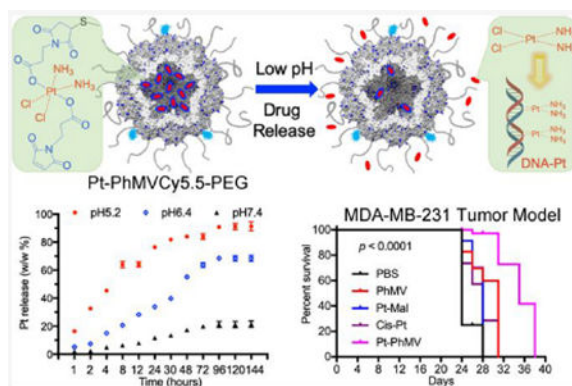 S
O
N
O
O
NH₃
O
Pt
NH₃
Cl
O
Cl
O
O
N
O
Low pH
Drug
Release
Cl
NH
Pt
Cl
NH
Pt
NH₃
NH₃
Pt
NH₃
NH₃
DNA-Pt
Pt-PhMVCy5.5-PEG
pH5.2 pH6.4 pH7.4
Pt release (w/w %)
100
90
80
60
40
20
0
1 2 4 8 12 24 30 48 72 96 120 144
Time (hours)
MDA-MB-231 Tumor Model
p < 0.0001
PBS
PhMV
Pt-Mal
Cis-Pt
Pt-PhMV
Percent survival
100
80
60
40
20
0
0 4 8 12 16 20 24 28 32 36 40
Days